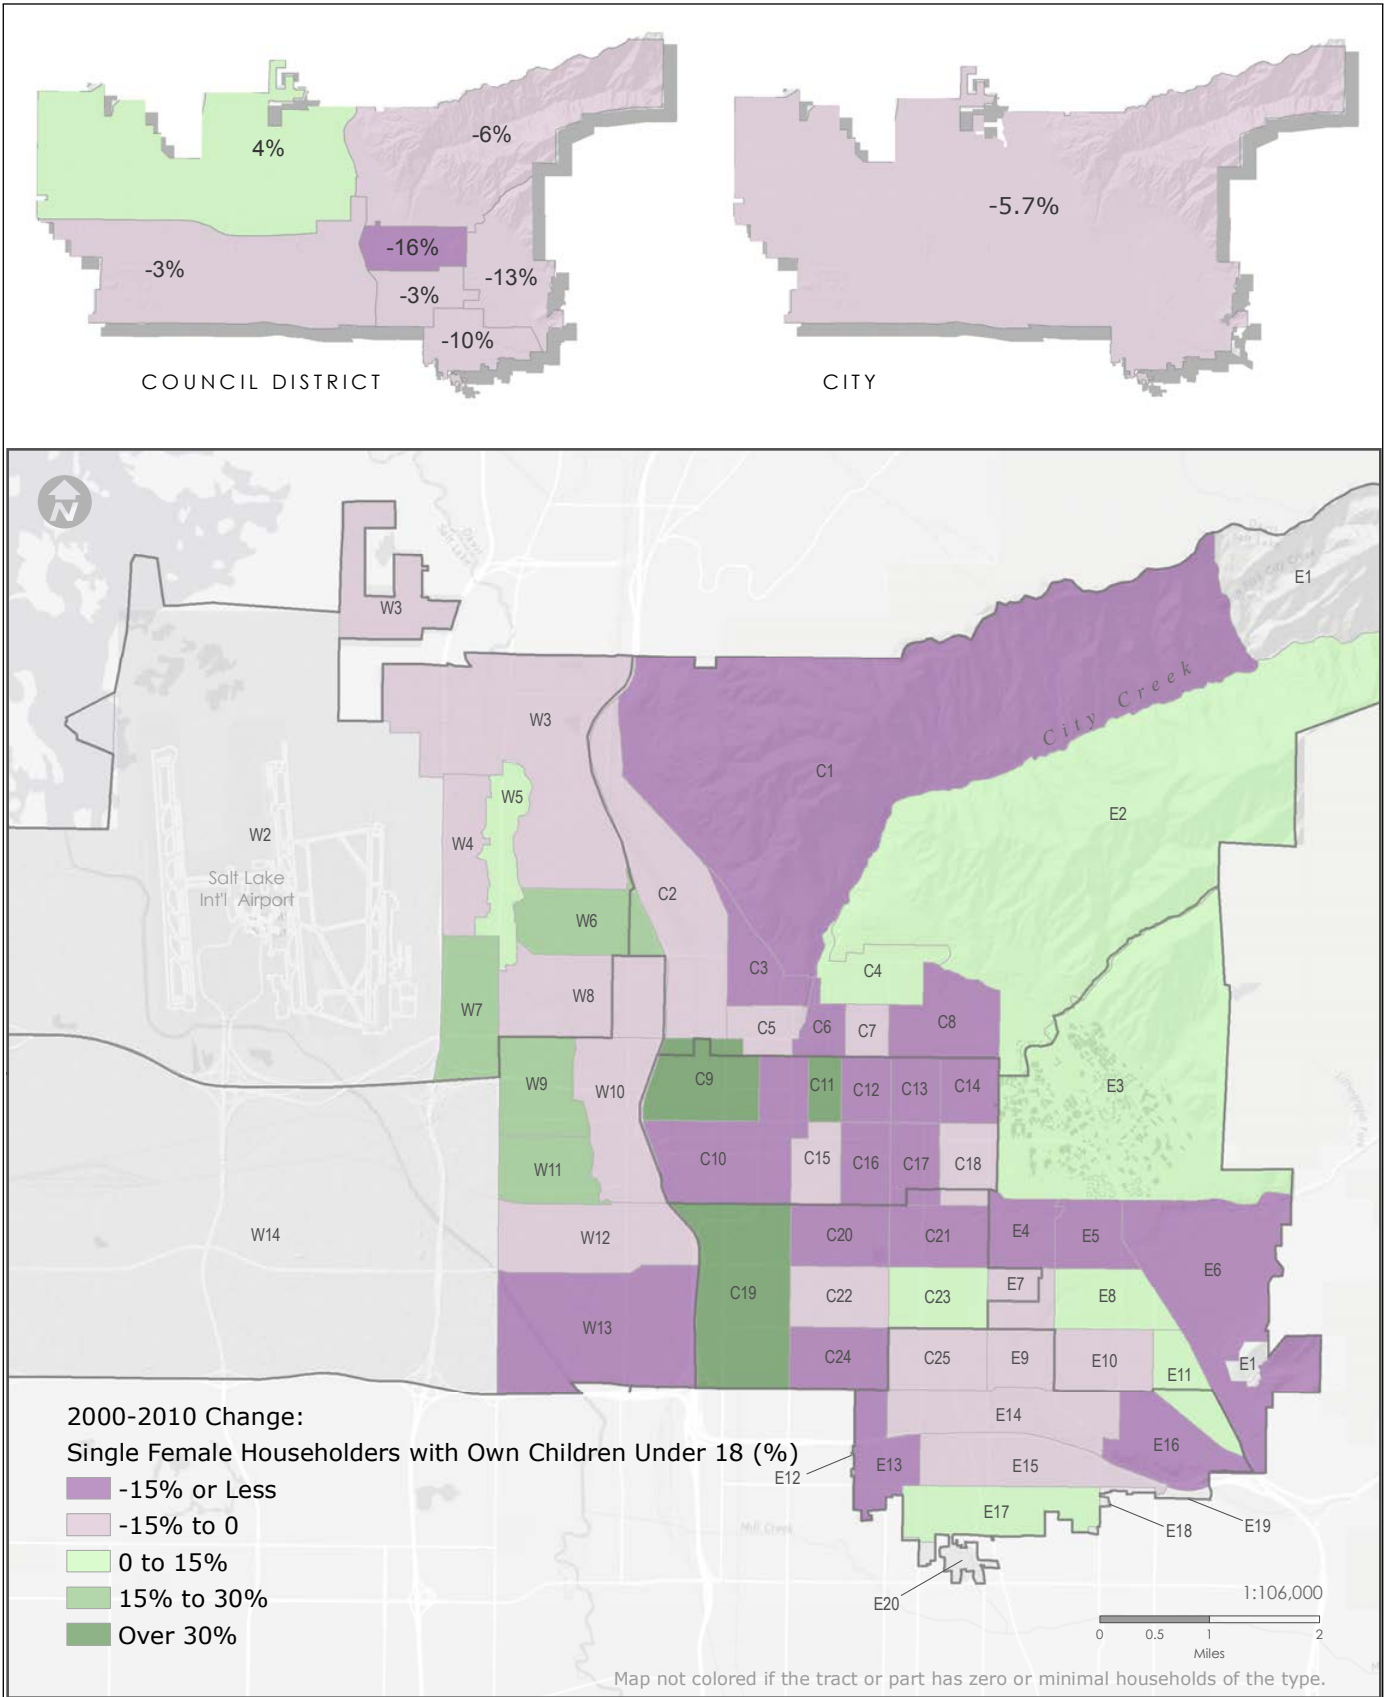 4%
-6%
-16%
-3%
-13%
-3%
-10%
COUNCIL DISTRICT
-5.7%
CITY
N
E1
W3
City Creek
W3
C1
W5
E2
W2
W4
Salt Lake
Int'l Airport
C2
W6
C3
C4
W8
W7
C5
C6
C7
C8
C9
C11
C12
C13
C14
W9
W10
E3
C10
C15
C16
C17
C18
W11
W14
W12
C20
C21
E4
E5
E6
C19
C22
C23
E7
E8
W13
C24
C25
E9
E10
E11
E1
E14
E13
E15
E16
E12
E17
E18
E19
E20
Mill Creek
2000-2010 Change:
Single Female Householders with Own Children Under 18 (%)
-15% or Less
-15% to 0
0 to 15%
15% to 30%
Over 30%
1:106,000
0 0.5 1 2
Miles
Map not colored if the tract or part has zero or minimal households of the type.